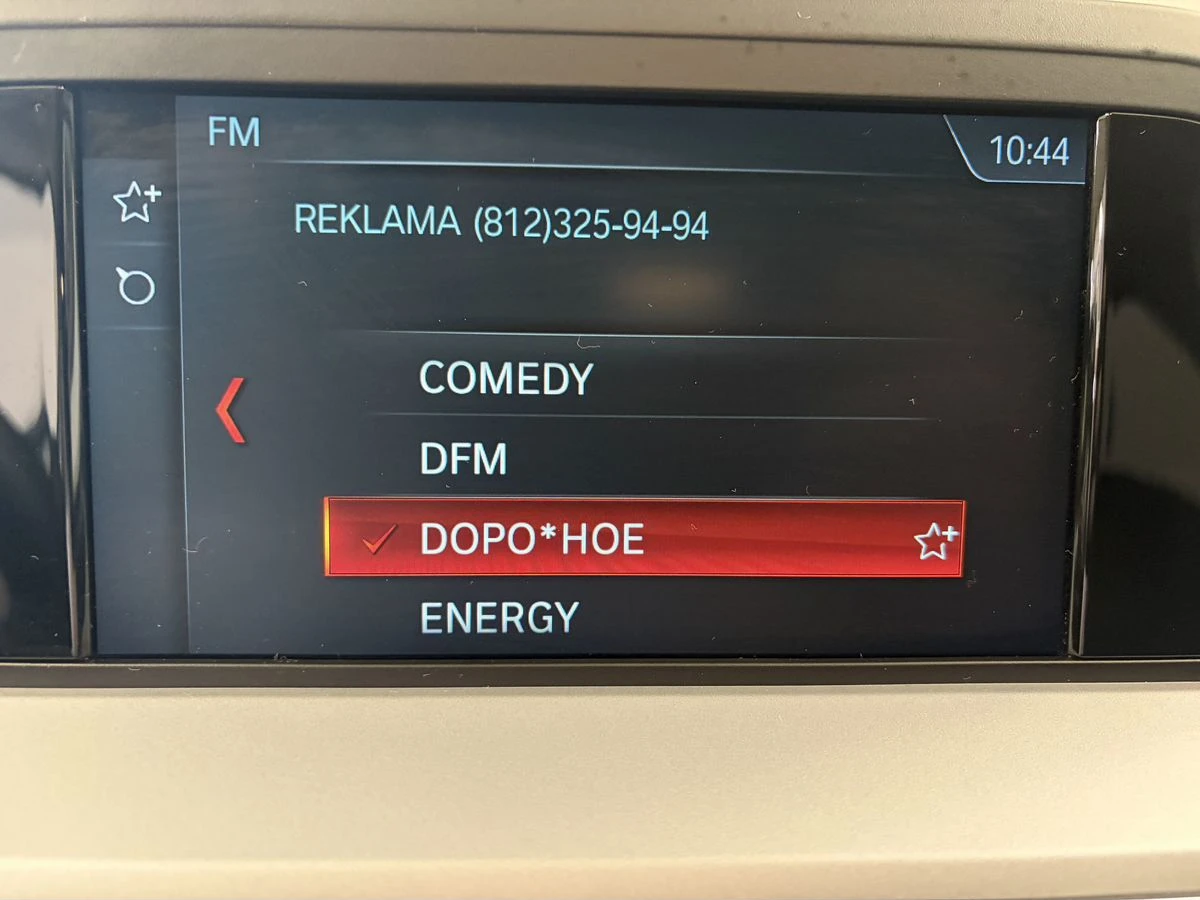 FM
10:44
REKLAMA (812)325-94-94
COMEDY
DFM
DOPO*HOE
ENERGY